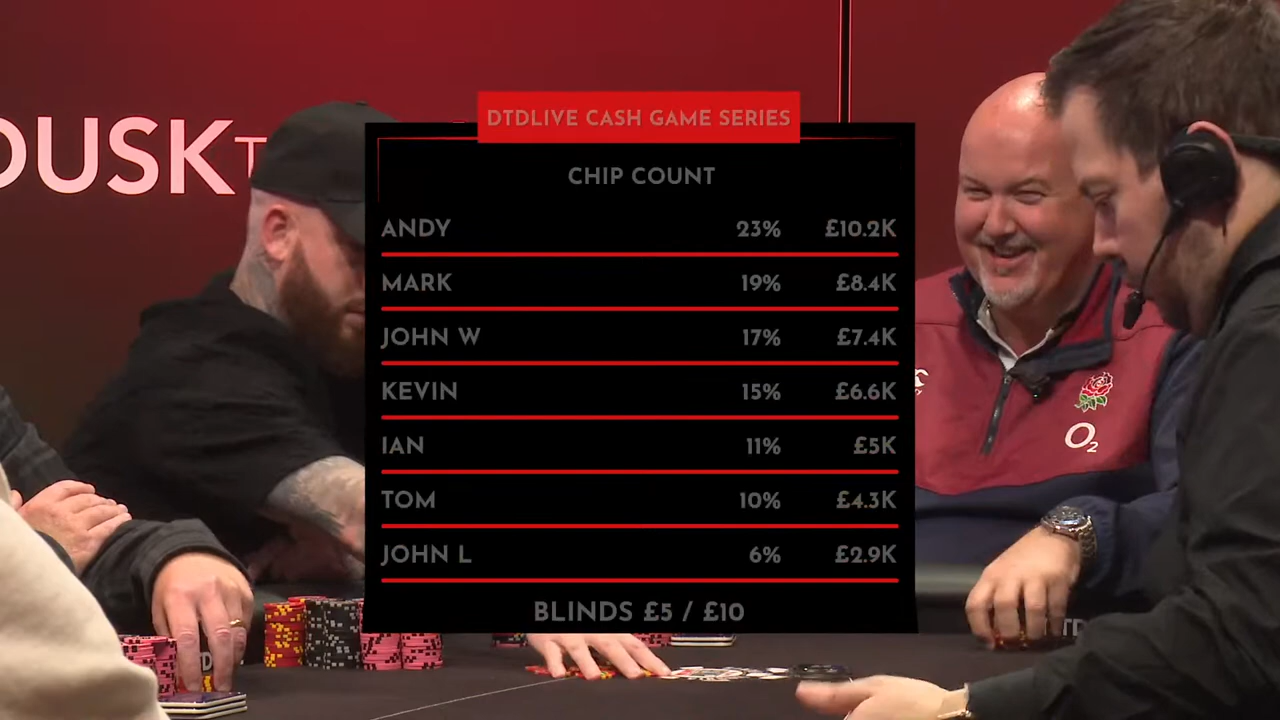 DTDLIVE CASH GAME SERIES
CHIP COUNT
ANDY 23% £10.2K
MARK 19% £8.4K
JOHN W 17% £7.4K
KEVIN 15% £6.6K
IAN 11% £5K
TOM 10% £4.3K
JOHN L 6% £2.9K
BLINDS £5 / £10
DUSK T
O2
TD